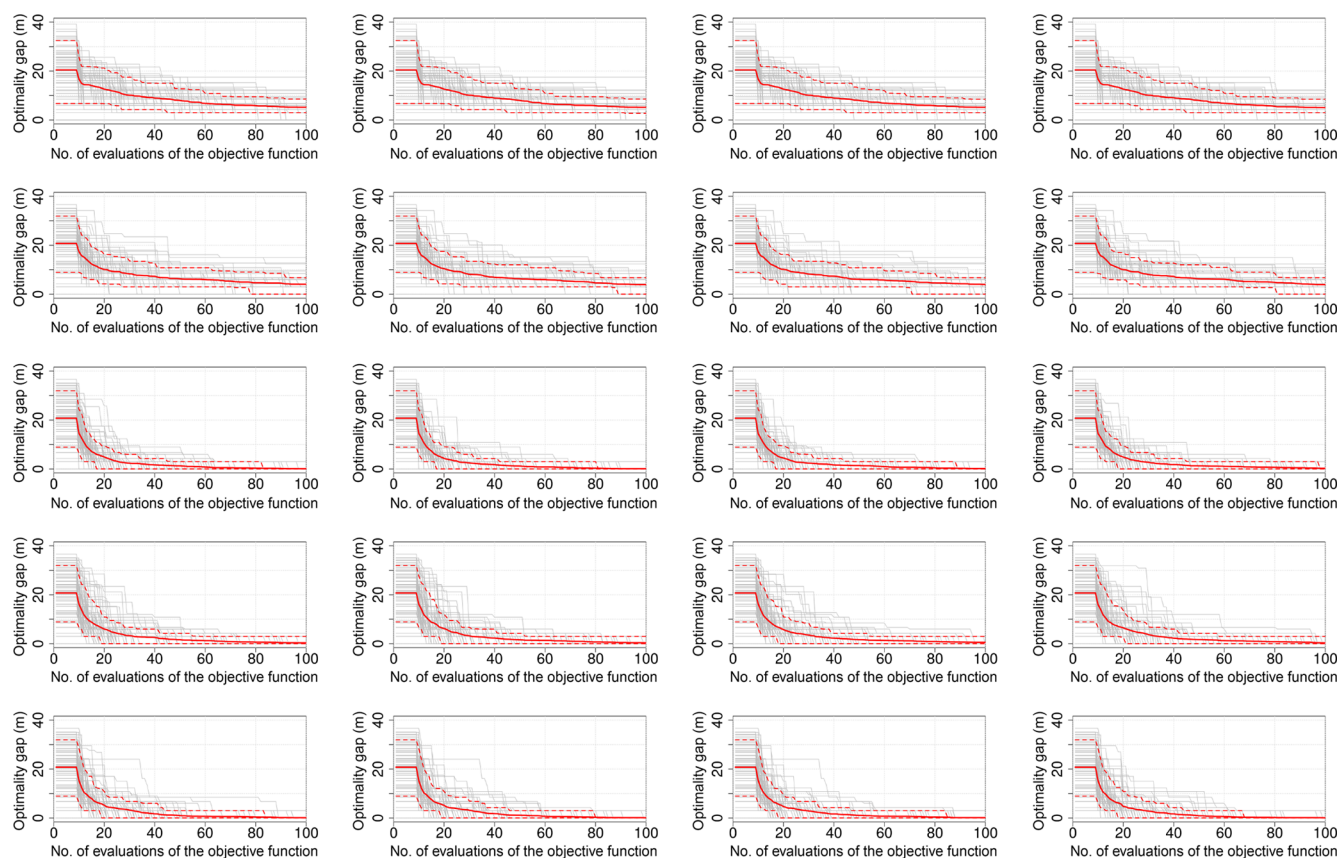 Optimality gap (m) Optimality gap (m) Optimality gap (m) Optimality gap (m)
40 40 40 40
20 20 20 20
0 0 0 0
0 20 40 60 80 100 0 20 40 60 80 100 0 20 40 60 80 100 0 20 40 60 80 100
No. of evaluations of the objective function No. of evaluations of the objective function No. of evaluations of the objective function No. of evaluations of the objective function
Optimality gap (m) Optimality gap (m) Optimality gap (m) Optimality gap (m)
40 40 40 40
20 20 20 20
0 0 0 0
0 20 40 60 80 100 0 20 40 60 80 100 0 20 40 60 80 100 0 20 40 60 80 100
No. of evaluations of the objective function No. of evaluations of the objective function No. of evaluations of the objective function No. of evaluations of the objective function
Optimality gap (m) Optimality gap (m) Optimality gap (m) Optimality gap (m)
40 40 40 40
20 20 20 20
0 0 0 0
0 20 40 60 80 100 0 20 40 60 80 100 0 20 40 60 80 100 0 20 40 60 80 100
No. of evaluations of the objective function No. of evaluations of the objective function No. of evaluations of the objective function No. of evaluations of the objective function
Optimality gap (m) Optimality gap (m) Optimality gap (m) Optimality gap (m)
40 40 40 40
20 20 20 20
0 0 0 0
0 20 40 60 80 100 0 20 40 60 80 100 0 20 40 60 80 100 0 20 40 60 80 100
No. of evaluations of the objective function No. of evaluations of the objective function No. of evaluations of the objective function No. of evaluations of the objective function
Optimality gap (m) Optimality gap (m) Optimality gap (m) Optimality gap (m)
40 40 40 40
20 20 20 20
0 0 0 0
0 20 40 60 80 100 0 20 40 60 80 100 0 20 40 60 80 100 0 20 40 60 80 100
No. of evaluations of the objective function No. of evaluations of the objective function No. of evaluations of the objective function No. of evaluations of the objective function